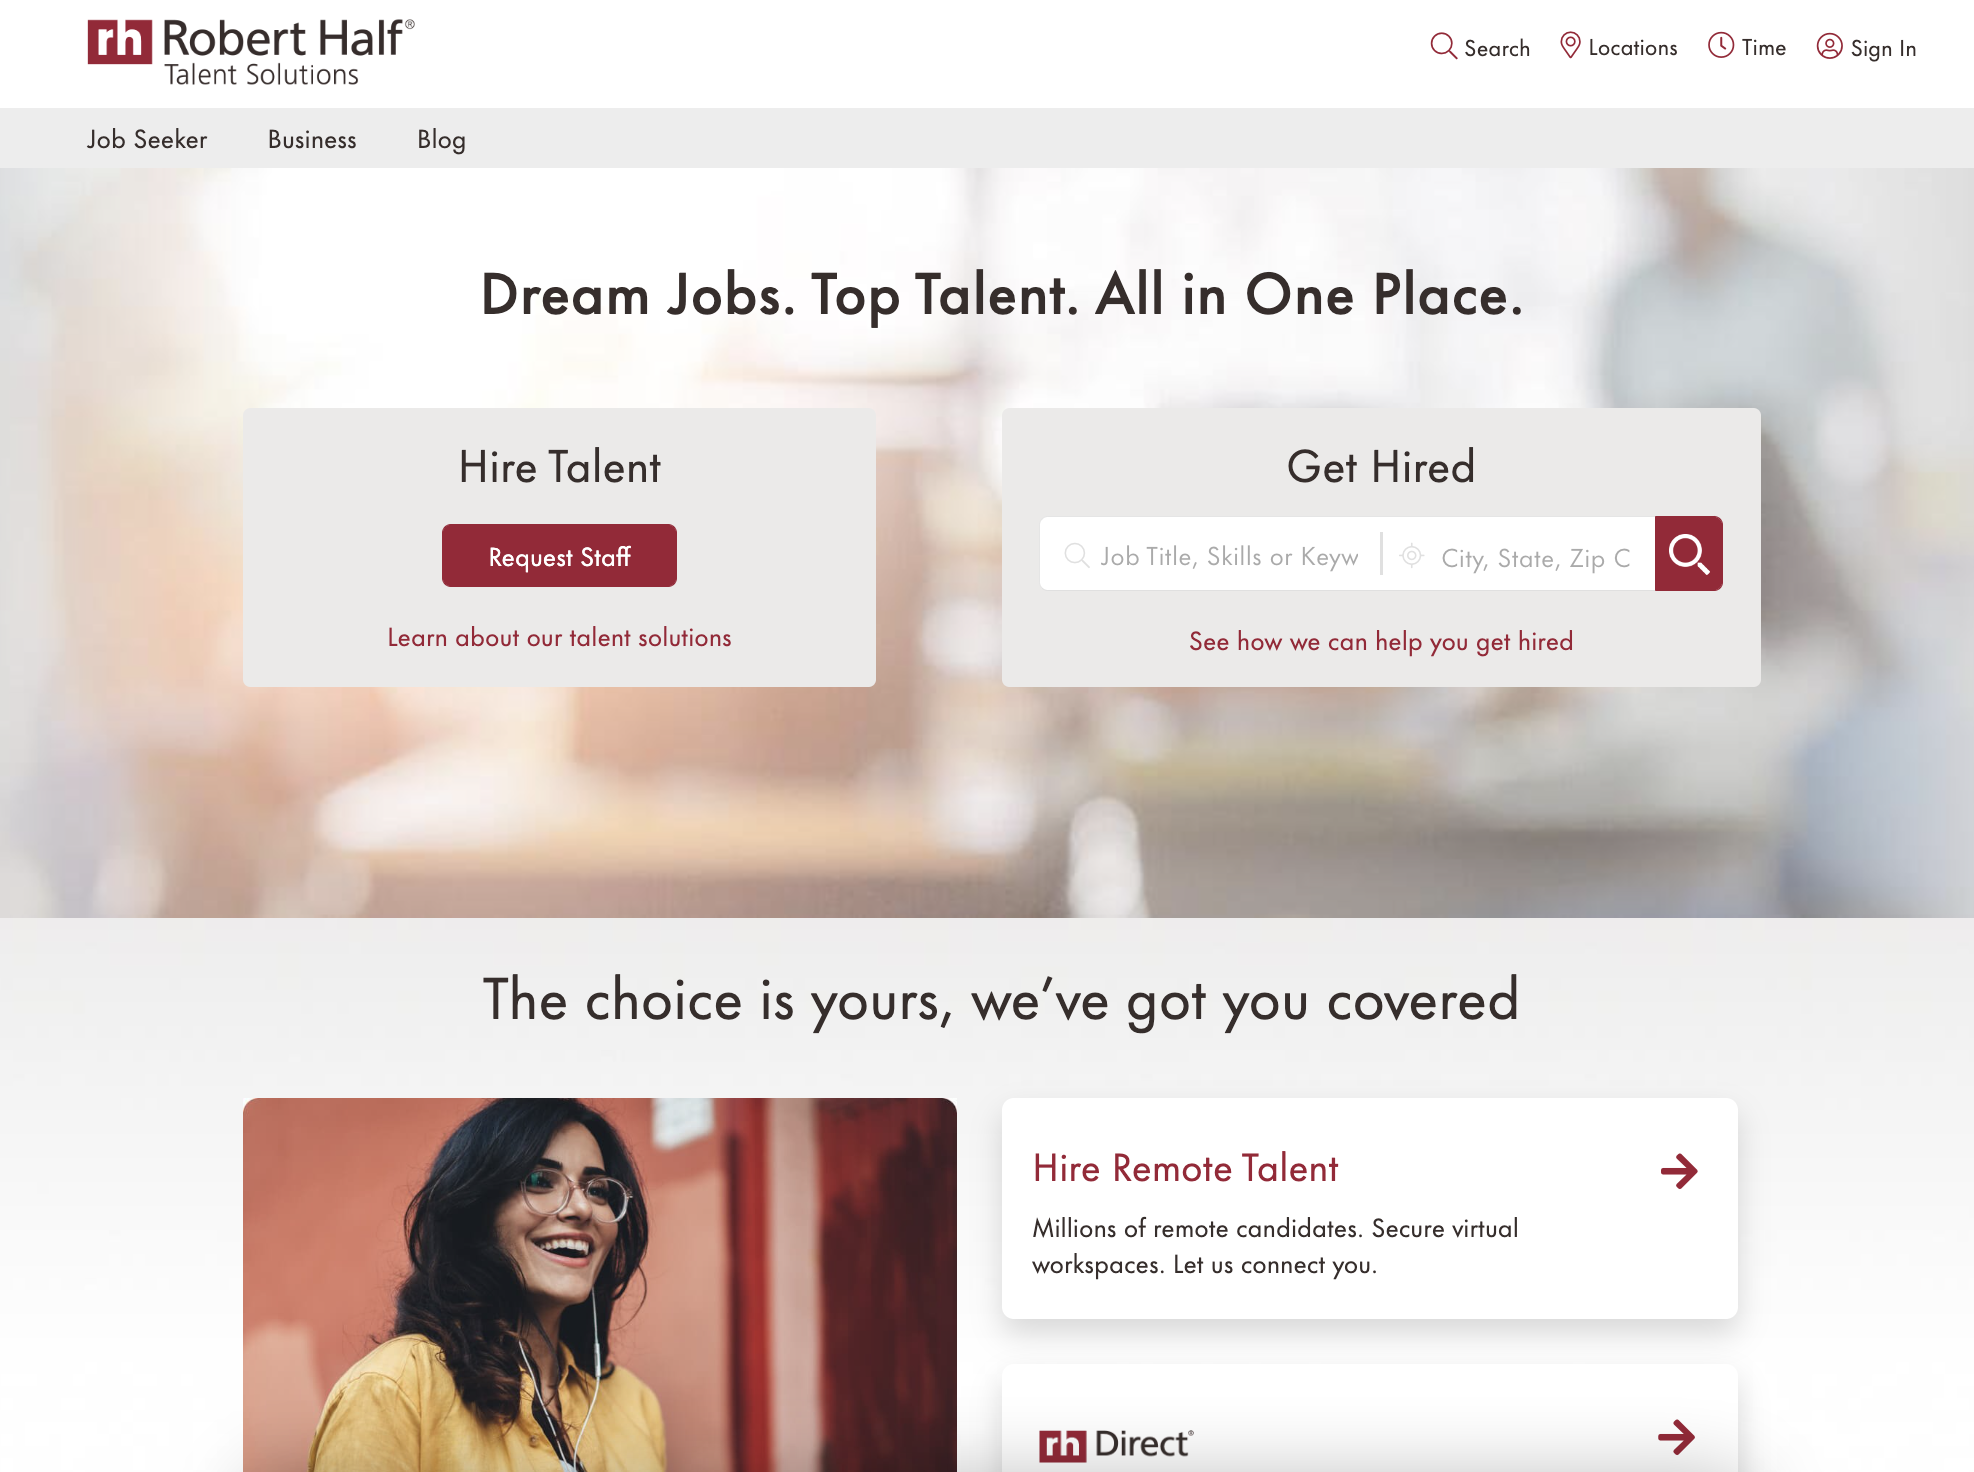 rh Robert Half®
Talent Solutions
Search
Locations
Time
Sign In
Job Seeker
Business
Blog
Dream Jobs. Top Talent. All in One Place.
Hire Talent
Request Staff
Learn about our talent solutions
Get Hired
Job Title, Skills or Keyw
City, State, Zip C
See how we can help you get hired
The choice is yours, we’ve got you covered
Hire Remote Talent
Millions of remote candidates. Secure virtual
workspaces. Let us connect you.
rh Direct®